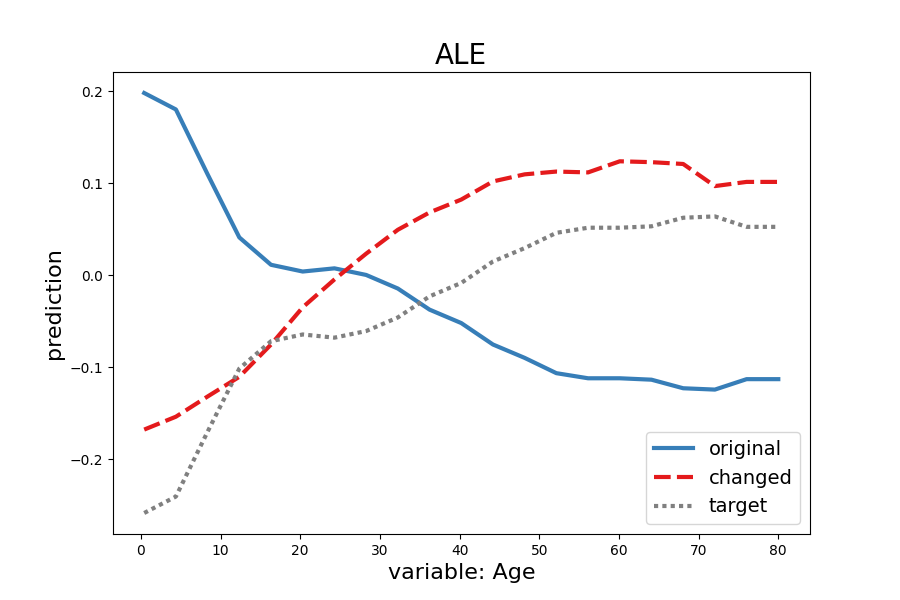 ALE
prediction
0.2
0.1
0.0
−0.1
−0.2
original
changed
target
0 10 20 30 40 50 60 70 80
variable: Age